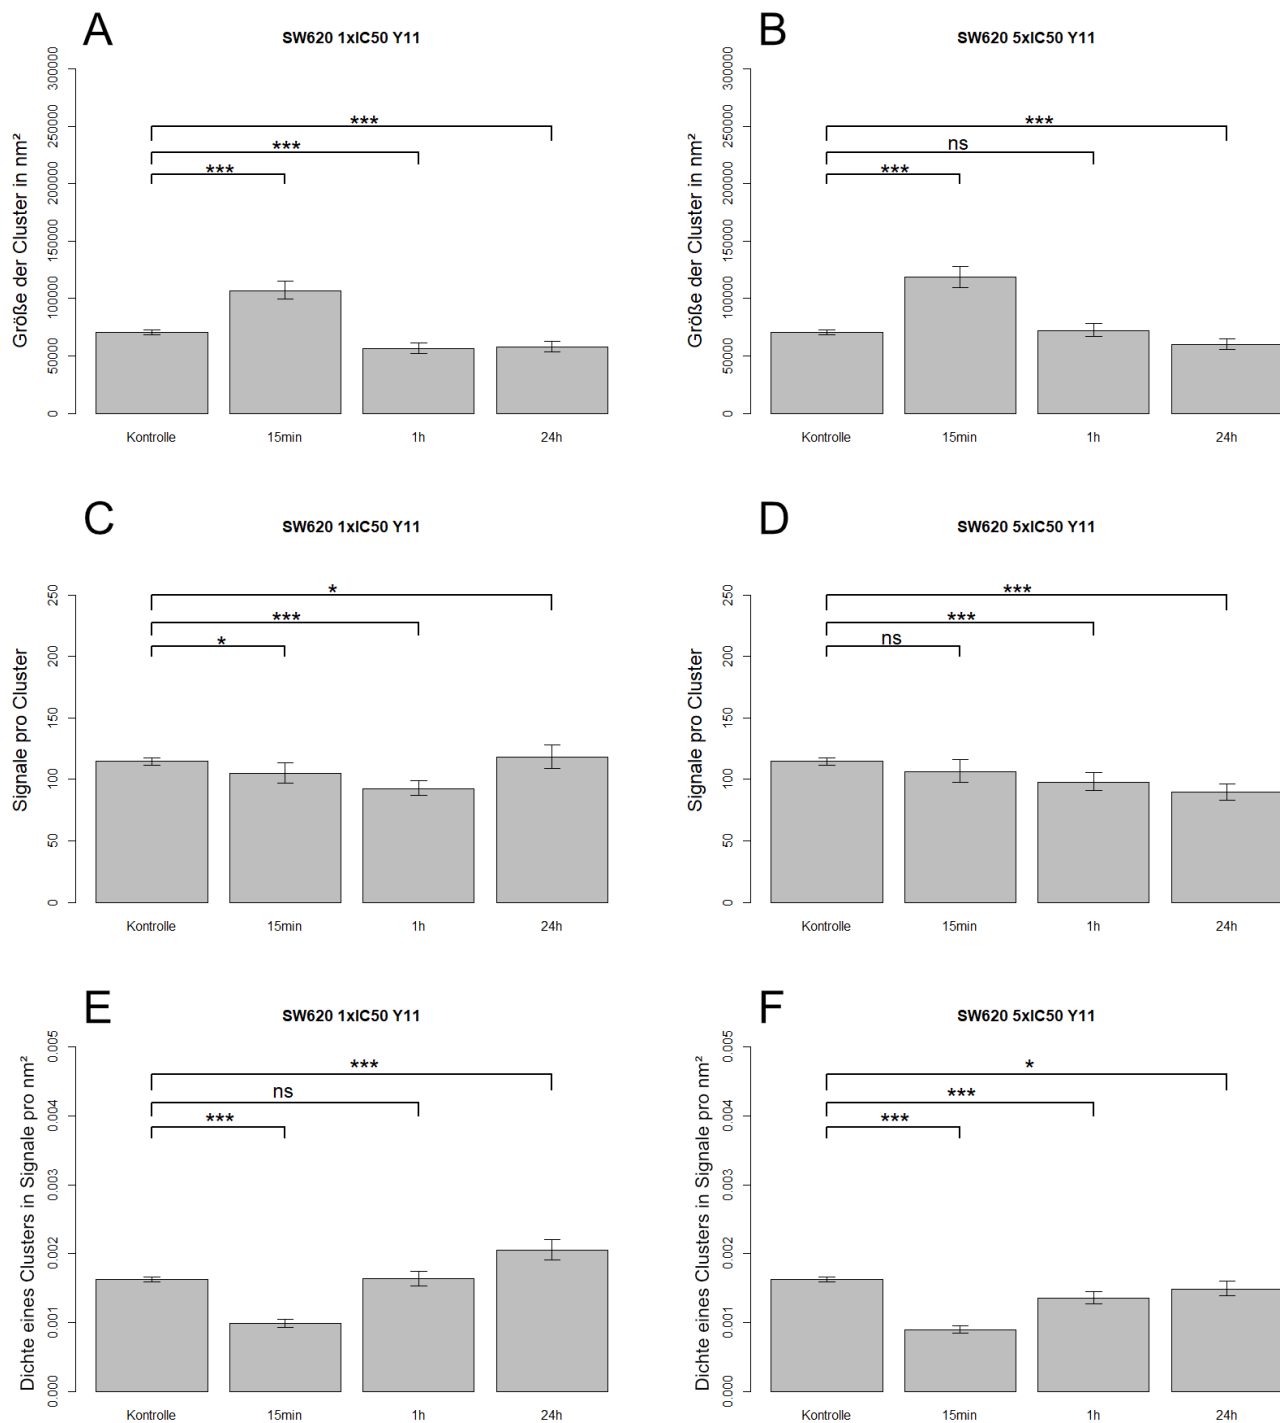 A
SW620 1xIC50 Y11
Größe der Cluster in nm²
300000
250000
200000
150000
100000
50000
0
***
***
***
Kontrolle 15min 1h 24h
B
SW620 5xIC50 Y11
Größe der Cluster in nm²
300000
250000
200000
150000
100000
50000
0
***
ns
***
Kontrolle 15min 1h 24h
C
SW620 1xIC50 Y11
Signale pro Cluster
250
200
150
100
50
0
*
***
*
Kontrolle 15min 1h 24h
D
SW620 5xIC50 Y11
Signale pro Cluster
250
200
150
100
50
0
***
***
ns
Kontrolle 15min 1h 24h
E
SW620 1xIC50 Y11
Dichte eines Clusters in Signale pro nm²
0.005
0.004
0.003
0.002
0.001
0.000
***
ns
***
Kontrolle 15min 1h 24h
F
SW620 5xIC50 Y11
Dichte eines Clusters in Signale pro nm²
0.005
0.004
0.003
0.002
0.001
0.000
*
***
***
Kontrolle 15min 1h 24h